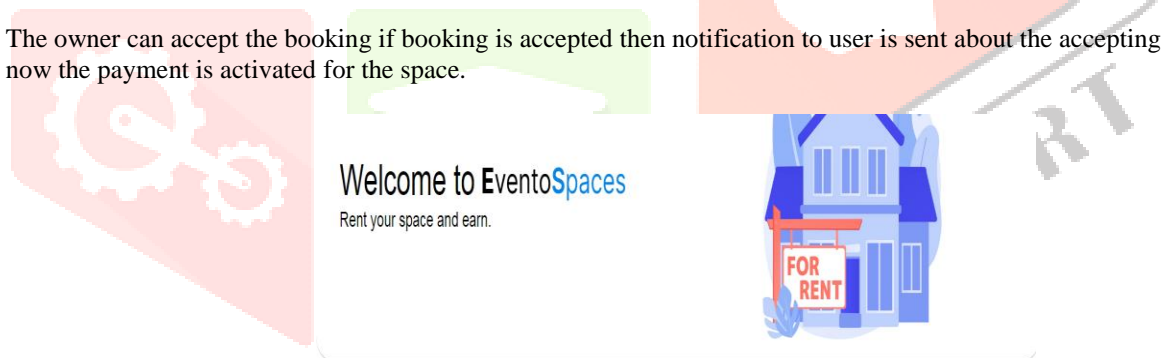 The owner can accept the booking if booking is accepted then notification to user is sent about the accepting
now the payment is activated for the space.
Welcome to EventoSpaces
Rent your space and earn.
FOR
RENT